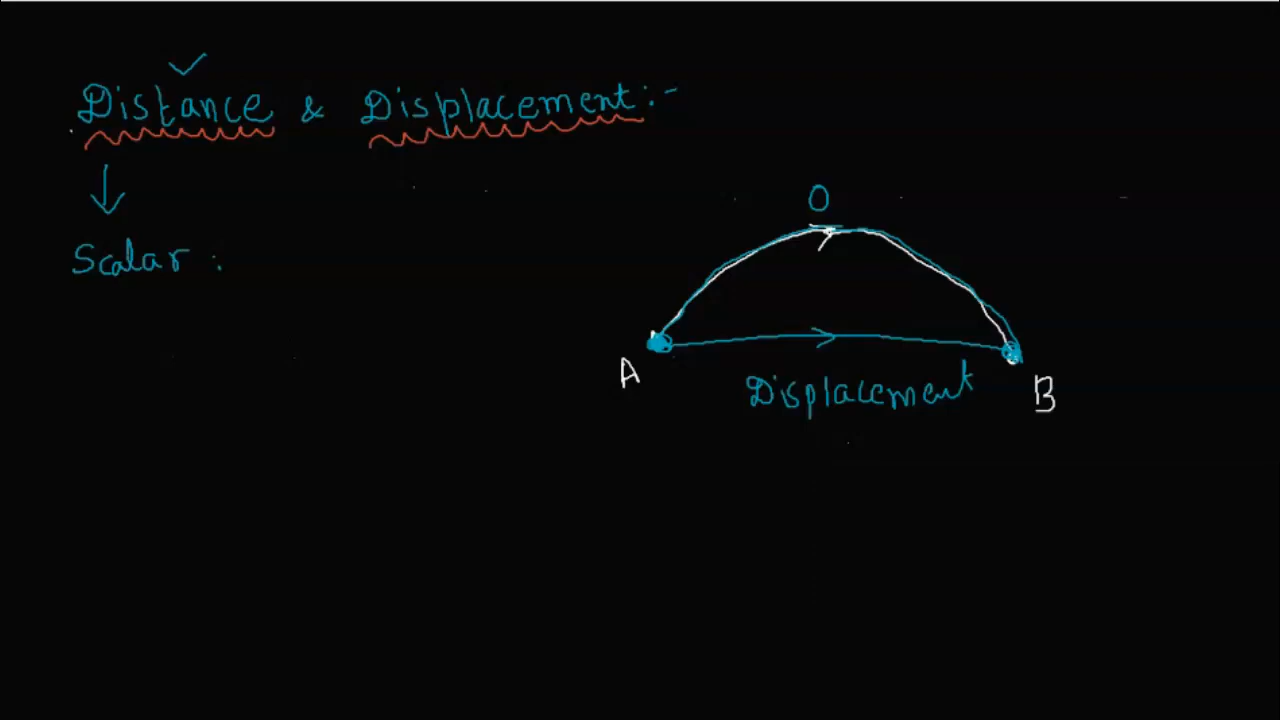 Distance & Displacement:-
Scalar :
O
A
Displacement
B